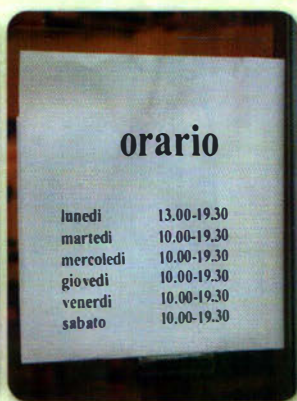 orario
lunedi 13.00-19.30
martedi 10.00-19.30
mercoledi 10.00-19.30
giovedi 10.00-19.30
venerdi 10.00-19.30
sabato 10.00-19.30